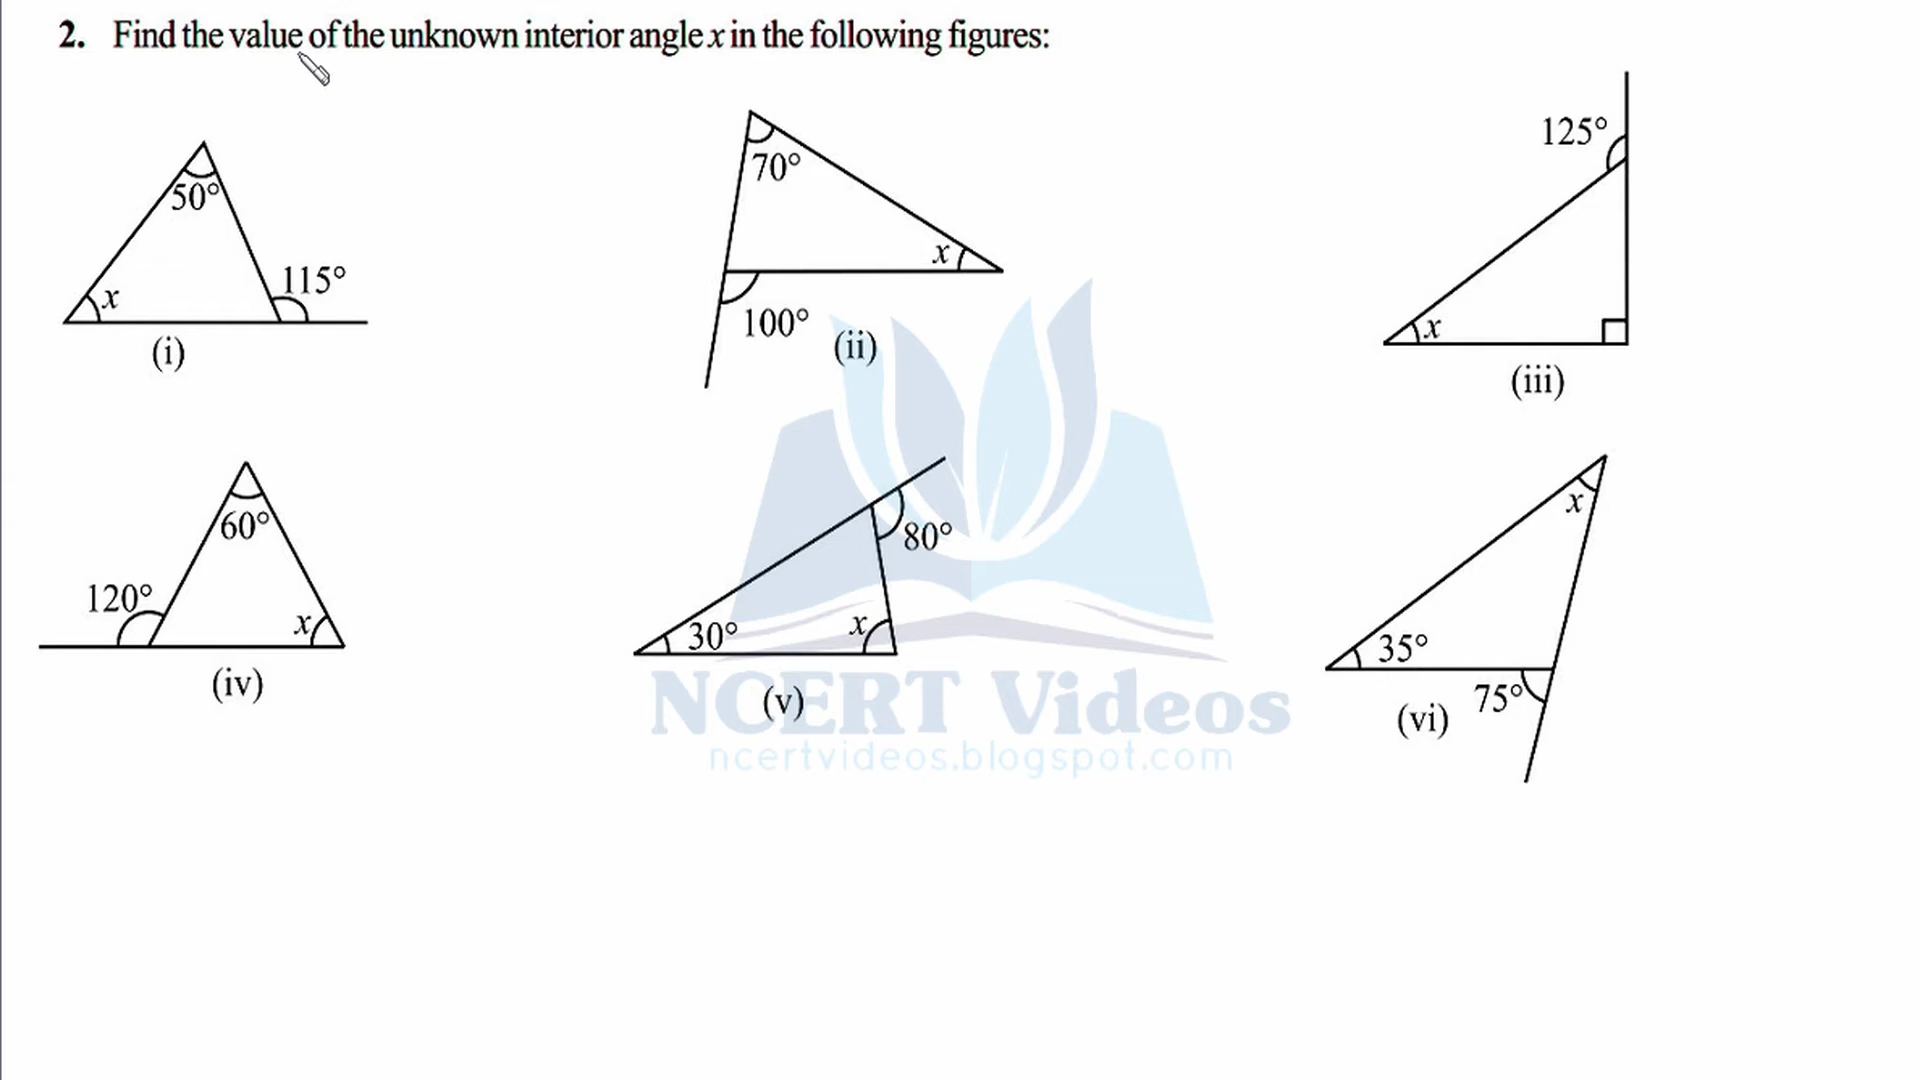 2. Find the value of the unknown interior angle x in the following figures:
50°
x
115°
(i)
70°
x
100°
(ii)
125°
x
(iii)
60°
120°
x
(iv)
80°
30°
x
(v)
x
35°
75°
(vi)
NCERT Videos
ncertvideos.blogspot.com